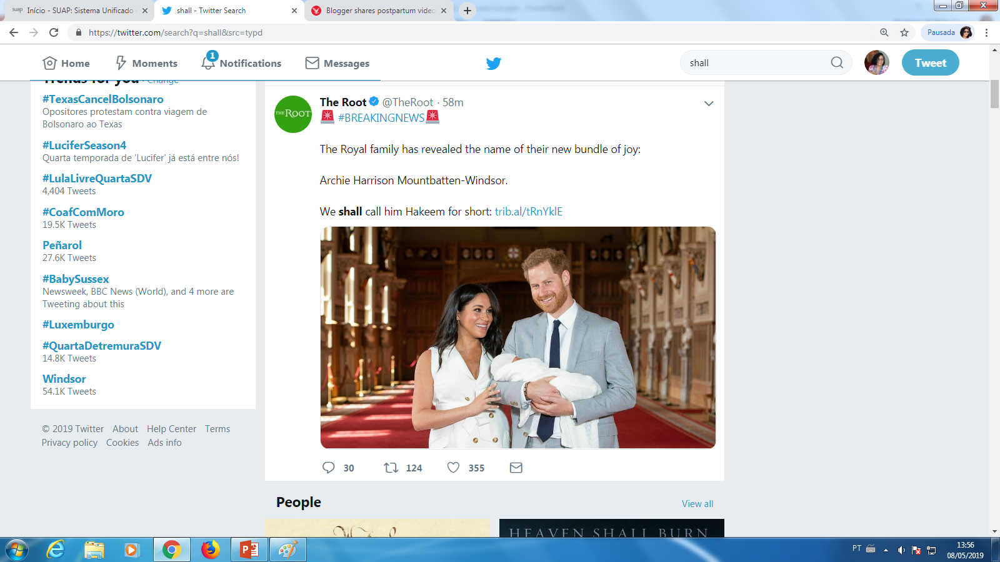 suap Início - SUAP: Sistema Unificado
shall - Twitter Search
Blogger shares postpartum video
https://twitter.com/search?q=shall&src=typd
Pausada
Home
Moments
1
Notifications
Messages
shall
Tweet
Trends for you · Change
#TexasCancelBolsonaro
Opositores protestam contra viagem de
Bolsonaro ao Texas
#LuciferSeason4
Quarta temporada de 'Lucifer' já está entre nós!
#LulaLivreQuartaSDV
4,404 Tweets
#CoafComMoro
19.5K Tweets
Peñarol
27.6K Tweets
#BabySussex
Newsweek, BBC News (World), and 4 more are
Tweeting about this
#Luxemburgo
#QuartaDetremuraSDV
14.8K Tweets
Windsor
54.1K Tweets
© 2019 Twitter About Help Center Terms
Privacy policy Cookies Ads info
THE ROOT
The Root @TheRoot · 58m
#BREAKINGNEWS
The Royal family has revealed the name of their new bundle of joy:
Archie Harrison Mountbatten-Windsor.
We shall call him Hakeem for short: trib.al/tRnYklE
30 124 355
People
View all
HEAVEN SHALL BURN
PT
13:56
08/05/2019